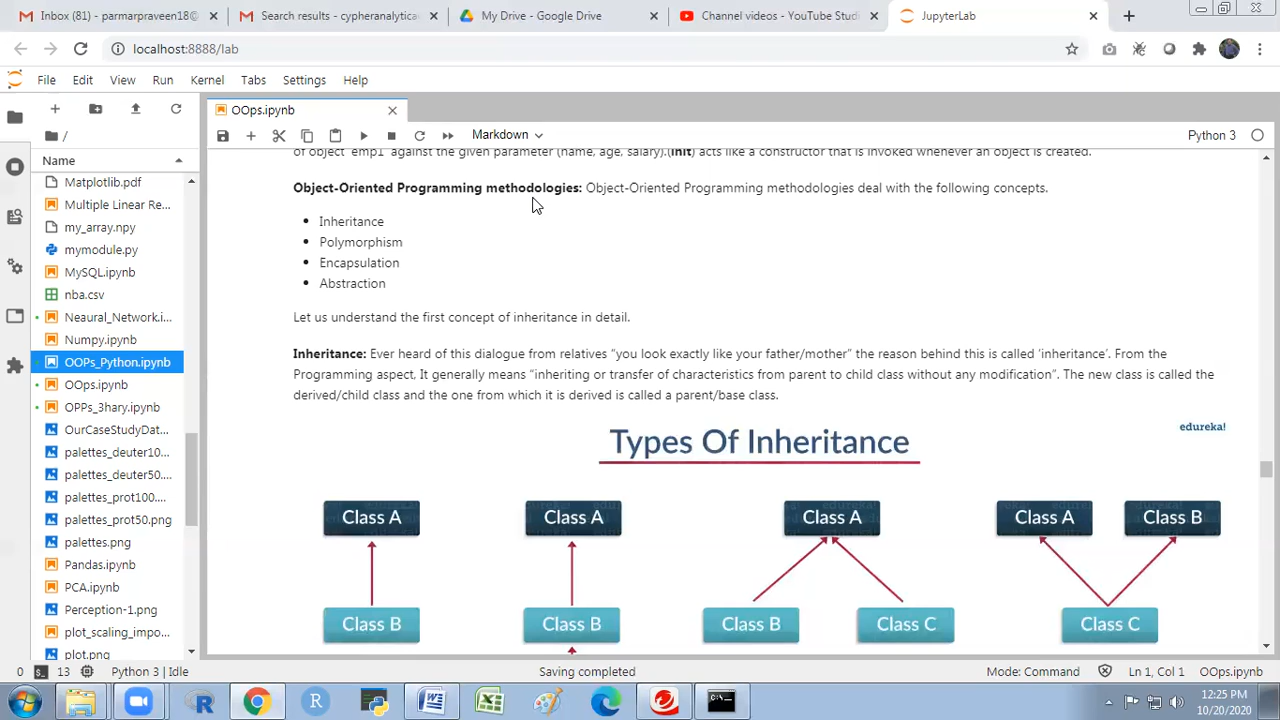 Inbox (81) - parmarpraveen18@
Search results - cypheranalytica
My Drive - Google Drive
Channel videos - YouTube Studi
JupyterLab
localhost:8888/lab
File Edit View Run Kernel Tabs Settings Help
OOps.ipynb
Markdown
Python 3
/
Name
Matplotlib.pdf
Multiple Linear Re...
my_array.npy
mymodule.py
MySQL.ipynb
nba.csv
Neaural_Network.i...
Numpy.ipynb
OOPs_Python.ipynb
OOps.ipynb
OPPs_3hary.ipynb
OurCaseStudyDat...
palettes_deuter10...
palettes_deuter50....
palettes_prot100....
palettes_prot50.png
palettes.png
Pandas.ipynb
PCA.ipynb
Perception-1.png
plot_scaling_impo...
plot.png
of object 'emp1' against the given parameter (name, age, salary).(init) acts like a constructor that is invoked whenever an object is created.
Object-Oriented Programming methodologies: Object-Oriented Programming methodologies deal with the following concepts.
• Inheritance
• Polymorphism
• Encapsulation
• Abstraction
Let us understand the first concept of inheritance in detail.
Inheritance: Ever heard of this dialogue from relatives “you look exactly like your father/mother” the reason behind this is called ‘inheritance’. From the
Programming aspect, It generally means “inheriting or transfer of characteristics from parent to child class without any modification”. The new class is called the
derived/child class and the one from which it is derived is called a parent/base class.
edureka!
Types Of Inheritance
Class A Class A Class A Class A Class B
Class B Class B Class B Class C Class C
0 13 Python 3 | Idle Saving completed Mode: Command Ln 1, Col 1 OOps.ipynb
12:25 PM
10/20/2020